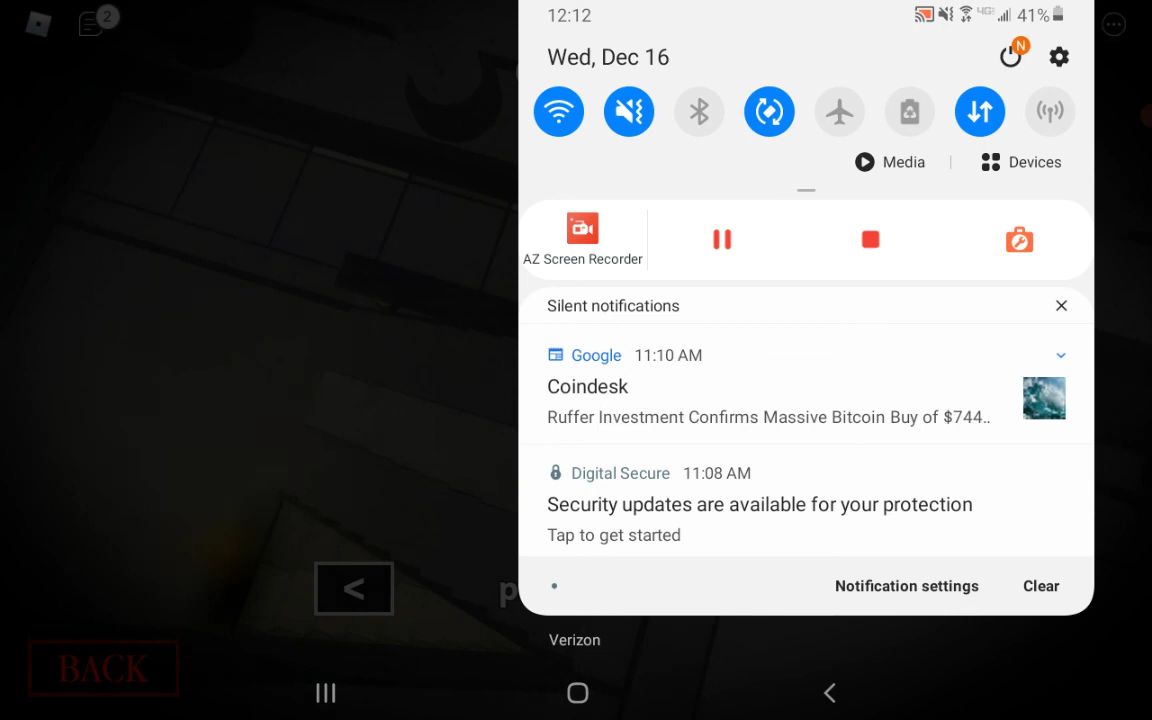 2
12:12
4G 41%
Wed, Dec 16
N
Media
Devices
AZ Screen Recorder
Silent notifications
Google 11:10 AM
Coindesk
Ruffer Investment Confirms Massive Bitcoin Buy of $744..
Digital Secure 11:08 AM
Security updates are available for your protection
Tap to get started
Notification settings
Clear
<
p
Verizon
BACK